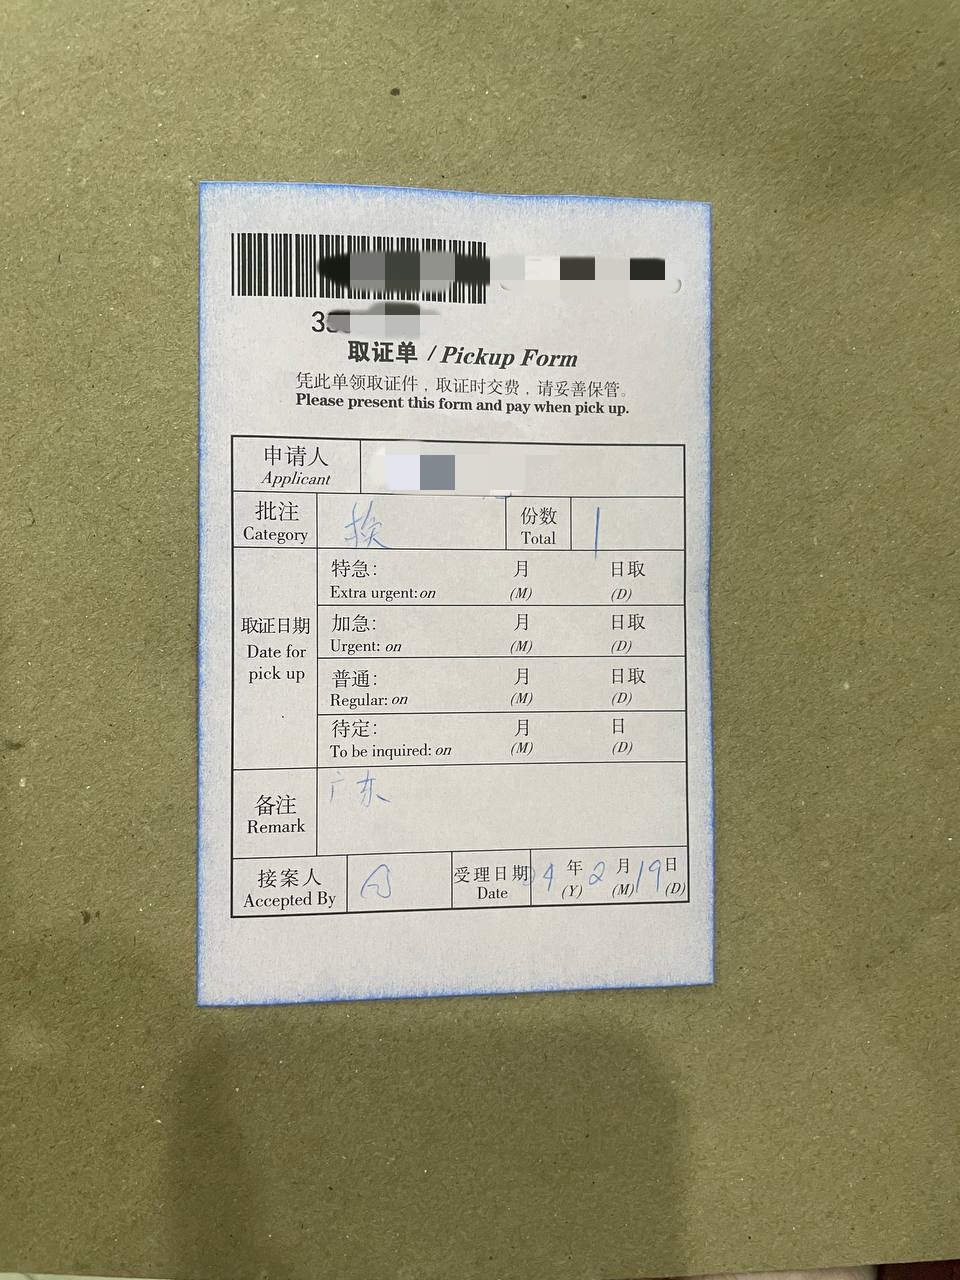 取证单 / Pickup Form
凭此单领取证件，取证时交费，请妥善保管。
Please present this form and pay when pick up.
申请人
Applicant
批注 换 份数 1
Category Total
取证日期
Date for
pick up
特急: 月 日取
Extra urgent: on (M) (D)
加急: 月 日取
Urgent: on (M) (D)
普通: 月 日取
Regular: on (M) (D)
待定: 月 日
To be inquired: on (M) (D)
备注 广东
Remark
接案人 受理日期 24 年 2 月 19 日
Accepted By Date (Y) (M) (D)